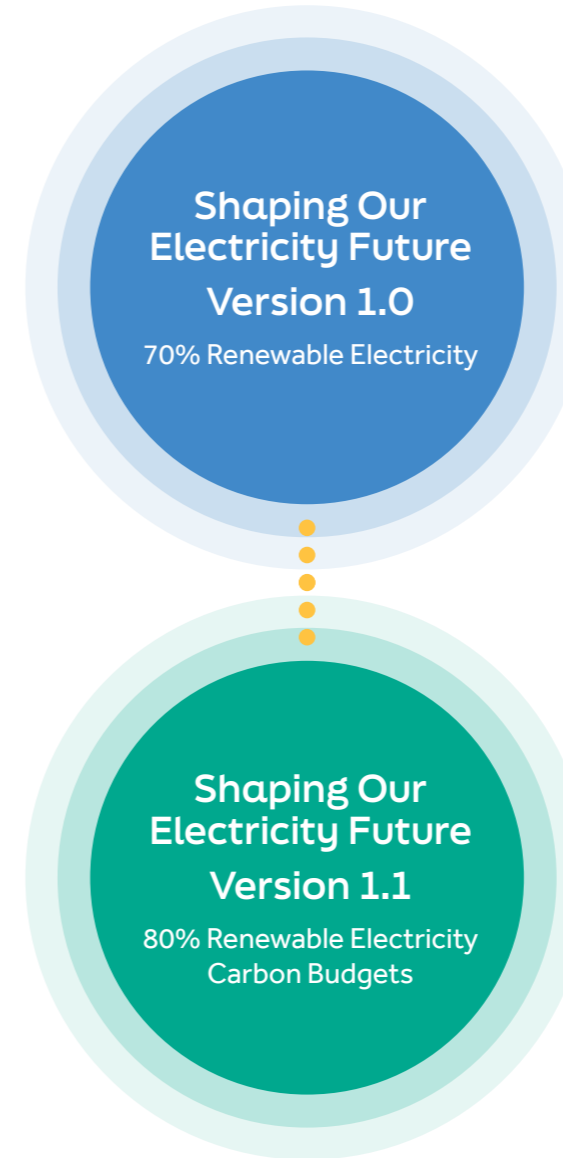 Shaping Our
Electricity Future
Version 1.0
70% Renewable Electricity
Shaping Our
Electricity Future
Version 1.1
80% Renewable Electricity
Carbon Budgets